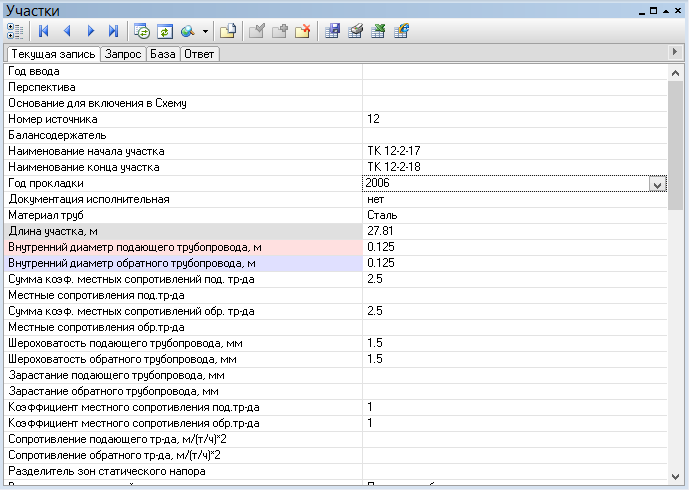 Участки
Текущая запись Запрос База Ответ
Год ввода
Перспектива
Основание для включения в Схему
Номер источника 12
Балансодержатель
Наименование начала участка ТК 12-2-17
Наименование конца участка ТК 12-2-18
Год прокладки 2006
Документация исполнительная нет
Материал труб Сталь
Длина участка, м 27.81
Внутренний диаметр подающего трубопровода, м 0.125
Внутренний диаметр обратного трубопровода, м 0.125
Сумма коэф. местных сопротивлений под. тр-да 2.5
Местные сопротивления под.тр-да
Сумма коэф. местных сопротивлений обр. тр-да 2.5
Местные сопротивления обр.тр-да
Шероховатость подающего трубопровода, мм 1.5
Шероховатость обратного трубопровода, мм 1.5
Зарастание подающего трубопровода, мм
Зарастание обратного трубопровода, мм
Коэффициент местного сопротивления под.тр-да 1
Коэффициент местного сопротивления обр.тр-да 1
Сопротивление подающего тр-да, м/(т/ч)*2
Сопротивление обратного тр-да, м/(т/ч)*2
Разделитель зон статического напора